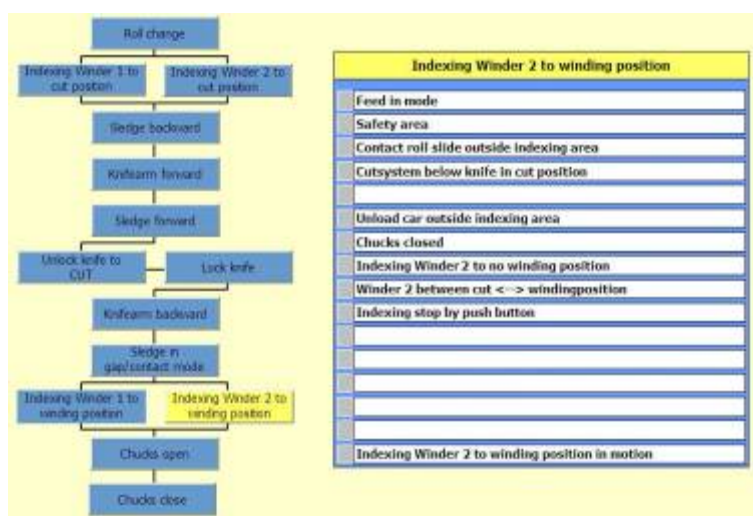 Roll change
Indexing Winder 1 to
cut position
Indexing Winder 2 to
cut position
Sledge backward
Knifearm forward
Sledge forward
Unlock knife to
CUT
Lock knife
Knifearm backward
Sledge in
gap/contact mode
Indexing Winder 1 to
winding position
Indexing Winder 2 to
winding position
Chucks open
Chucks close
Indexing Winder 2 to winding position
Feed in mode
Safety area
Contact roll slide outside indexing area
Cutsystem below knife in cut position
Unload car outside indexing area
Chucks closed
Indexing Winder 2 to no winding position
Winder 2 between cut <--> windingposition
Indexing stop by push button
Indexing Winder 2 to winding position in motion